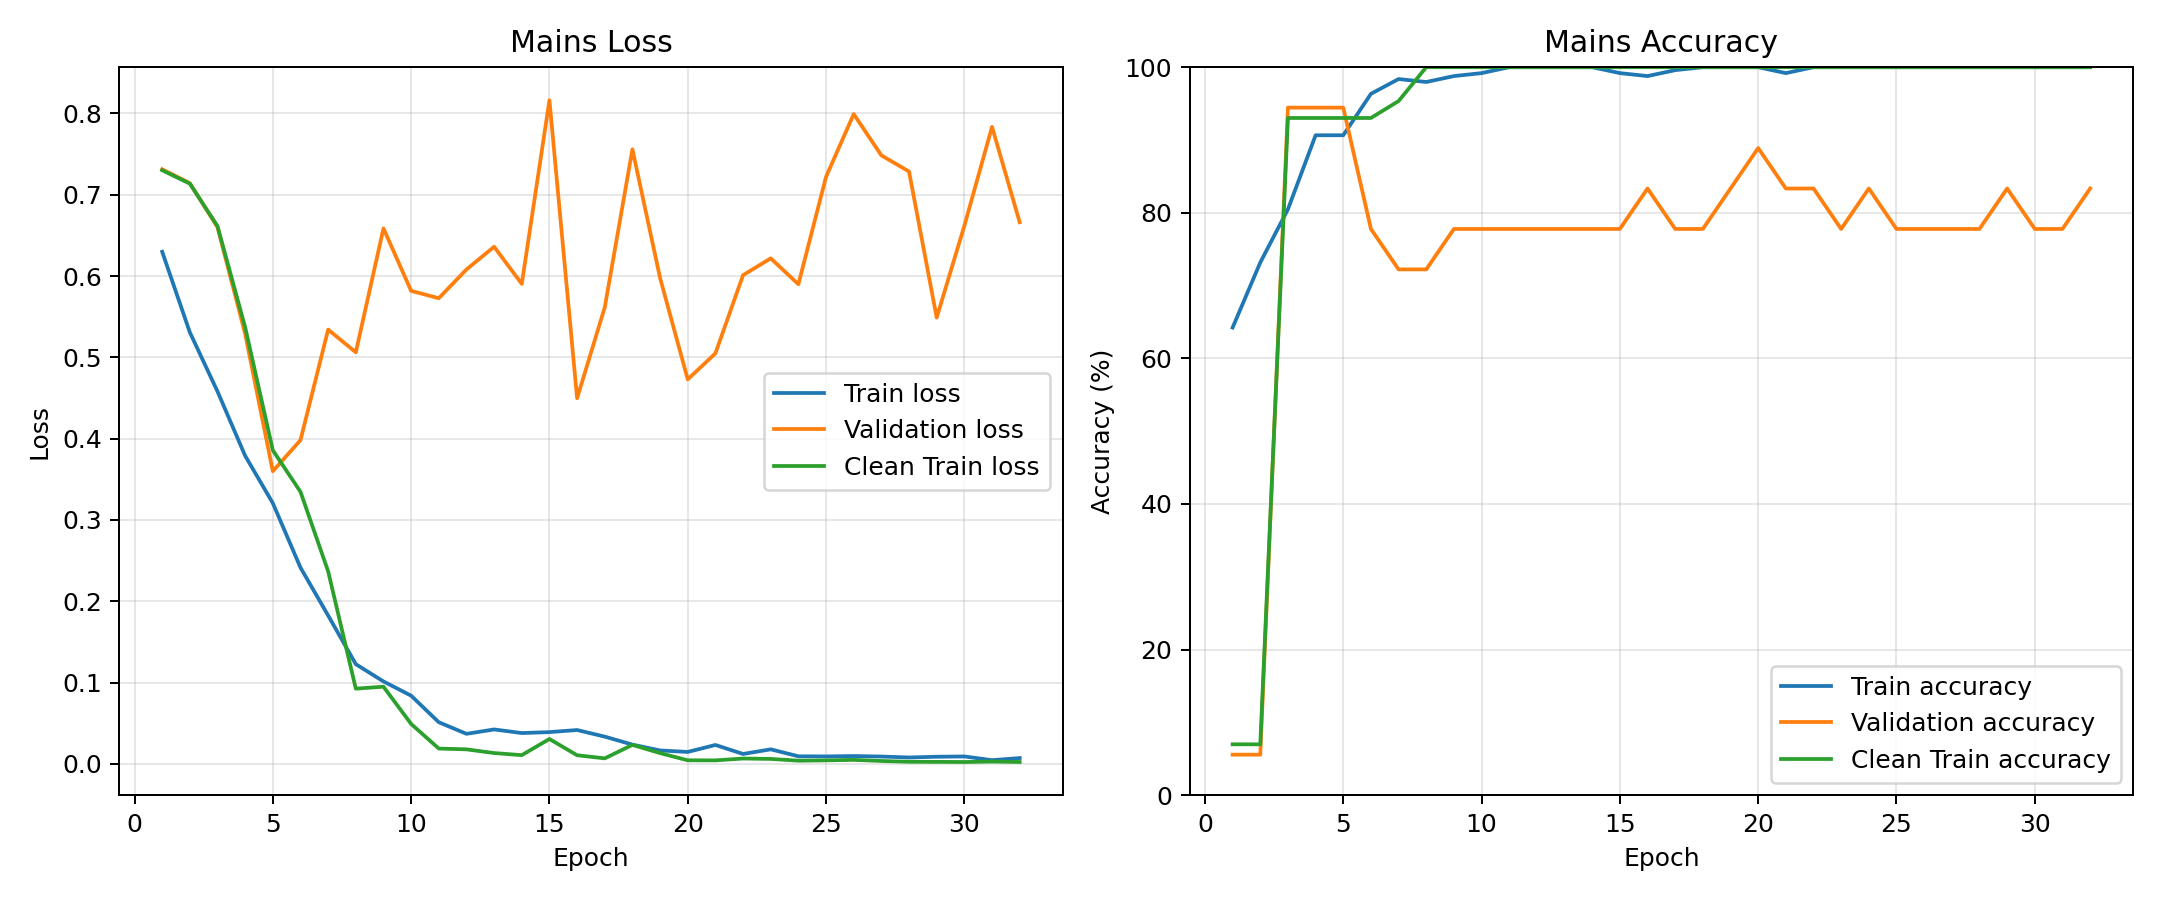 Mains Loss
Loss
0.8
0.7
0.6
0.5
0.4
0.3
0.2
0.1
0.0
0 5 10 15 20 25 30
Epoch
Train loss
Validation loss
Clean Train loss
Mains Accuracy
Accuracy (%)
100
80
60
40
20
0
0 5 10 15 20 25 30
Epoch
Train accuracy
Validation accuracy
Clean Train accuracy